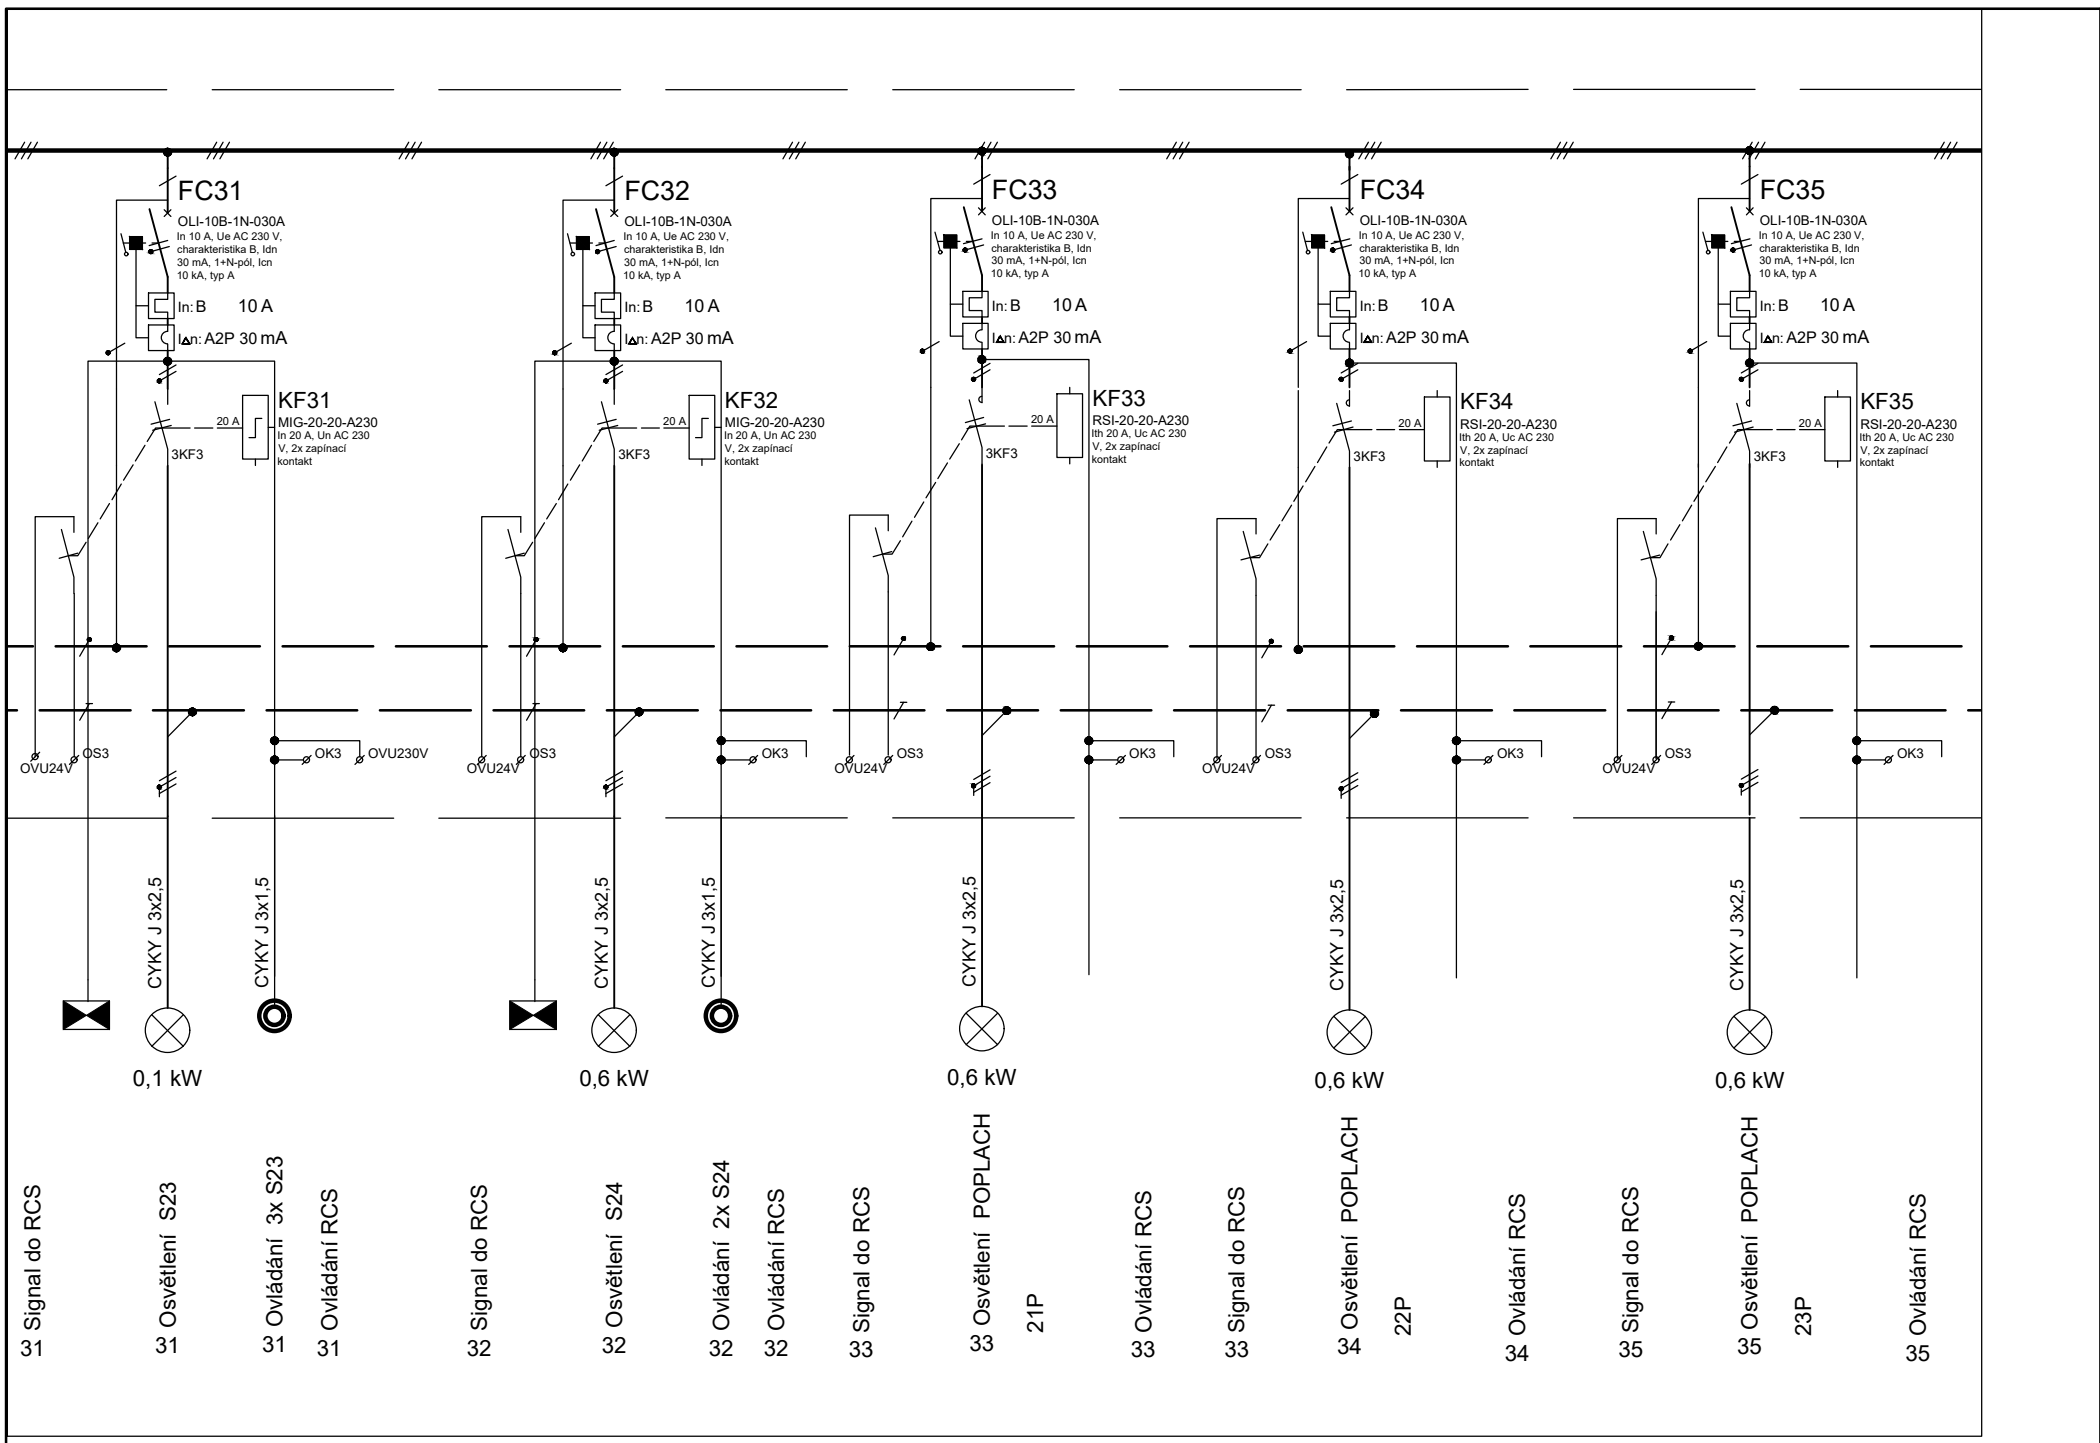 FC31
OLI-10B-1N-030A
In 10 A, Ue AC 230 V,
charakteristika B, Idn
30 mA, 1+N-pól, Icn
10 kA, typ A
In: B 10 A
I∆n: A2P 30 mA
20 A
KF31
MIG-20-20-A230
In 20 A, Un AC 230
V, 2x zapínací
kontakt
3KF3
OVU24V
OS3
OK3
OVU230V
CYKY J 3x2,5
CYKY J 3x1,5
0,1 kW
31 Signal do RCS
31 Osvětlení S23
31 Ovládání 3x S23
31 Ovládání RCS
FC32
OLI-10B-1N-030A
In 10 A, Ue AC 230 V,
charakteristika B, Idn
30 mA, 1+N-pól, Icn
10 kA, typ A
In: B 10 A
I∆n: A2P 30 mA
20 A
KF32
MIG-20-20-A230
In 20 A, Un AC 230
V, 2x zapínací
kontakt
3KF3
OVU24V
OS3
OK3
CYKY J 3x2,5
CYKY J 3x1,5
0,6 kW
32 Signal do RCS
32 Osvětlení S24
32 Ovládání 2x S24
32 Ovládání RCS
FC33
OLI-10B-1N-030A
In 10 A, Ue AC 230 V,
charakteristika B, Idn
30 mA, 1+N-pól, Icn
10 kA, typ A
In: B 10 A
I∆n: A2P 30 mA
20 A
KF33
RSI-20-20-A230
Ith 20 A, Uc AC 230
V, 2x zapínací
kontakt
3KF3
OVU24V
OS3
OK3
CYKY J 3x2,5
0,6 kW
33 Signal do RCS
33 Osvětlení POPLACH
21P
33 Ovládání RCS
FC34
OLI-10B-1N-030A
In 10 A, Ue AC 230 V,
charakteristika B, Idn
30 mA, 1+N-pól, Icn
10 kA, typ A
In: B 10 A
I∆n: A2P 30 mA
20 A
KF34
RSI-20-20-A230
Ith 20 A, Uc AC 230
V, 2x zapínací
kontakt
3KF3
OVU24V
OS3
OK3
CYKY J 3x2,5
0,6 kW
33 Signal do RCS
34 Osvětlení POPLACH
22P
34 Ovládání RCS
FC35
OLI-10B-1N-030A
In 10 A, Ue AC 230 V,
charakteristika B, Idn
30 mA, 1+N-pól, Icn
10 kA, typ A
In: B 10 A
I∆n: A2P 30 mA
20 A
KF35
RSI-20-20-A230
Ith 20 A, Uc AC 230
V, 2x zapínací
kontakt
3KF3
OVU24V
OS3
OK3
CYKY J 3x2,5
0,6 kW
35 Signal do RCS
35 Osvětlení POPLACH
23P
35 Ovládání RCS